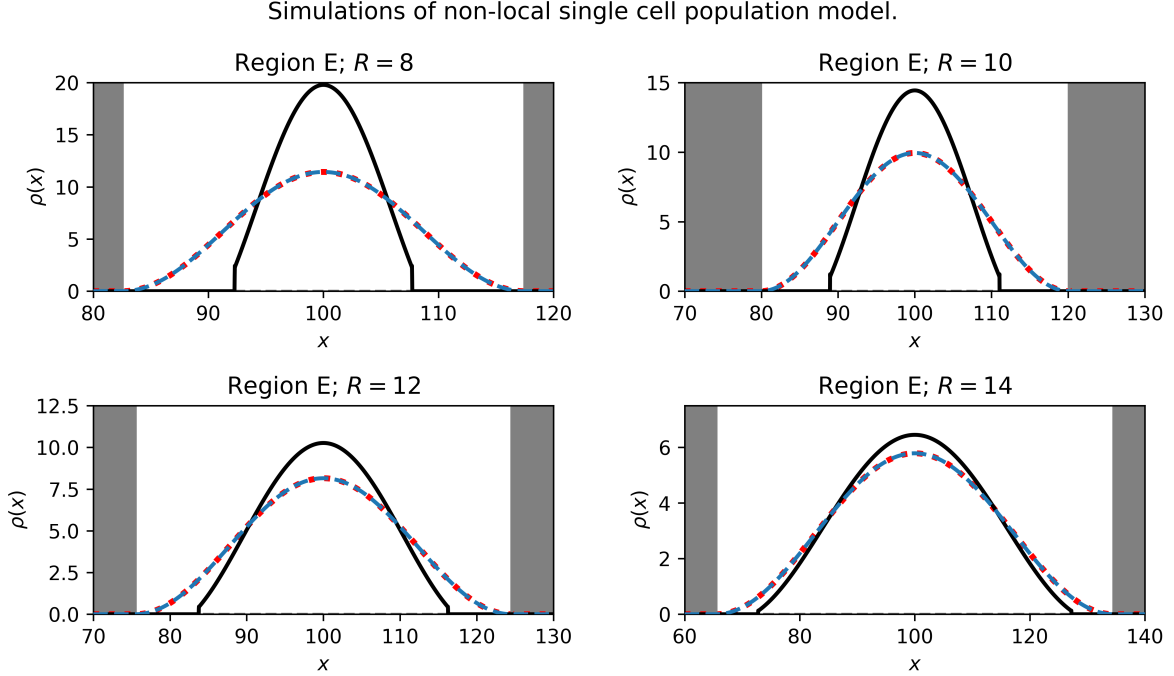 Simulations of non-local single cell population model.
Region E; R = 8
20
15
10
5
0
ρ(x)
80 90 100 110 120
x
Region E; R = 10
15
10
5
0
ρ(x)
70 80 90 100 110 120 130
x
Region E; R = 12
12.5
10.0
7.5
5.0
2.5
0.0
ρ(x)
70 80 90 100 110 120 130
x
Region E; R = 14
6
4
2
0
ρ(x)
60 80 100 120 140
x